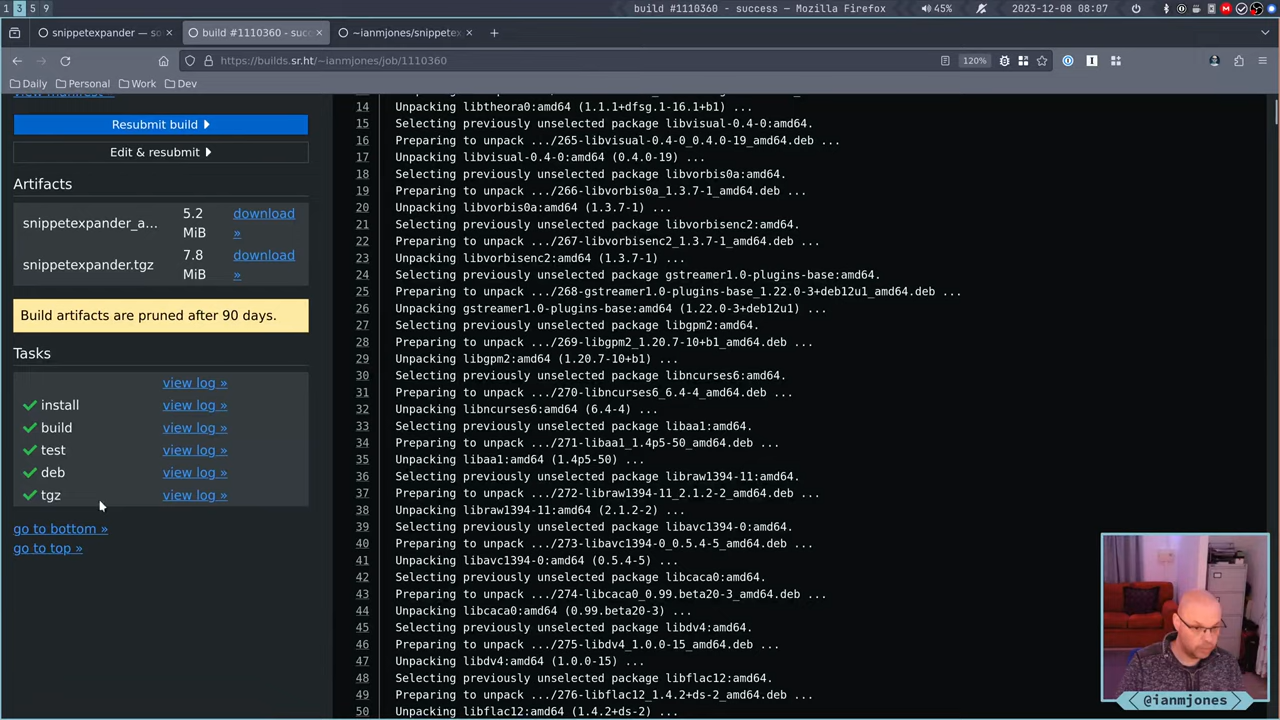 1 3 5 9
build #1110360 - success — Mozilla Firefox
45%
2023-12-08 08:07
snippetexpander — so
build #1110360 - suc
~ianmjones/snippet
https://builds.sr.ht/~ianmjones/job/1110360
120%
Daily
Personal
Work
Dev
Resubmit build
Edit & resubmit
Artifacts
snippetexpander_a...
5.2
MiB
download
»
snippetexpander.tgz
7.8
MiB
download
»
Build artifacts are pruned after 90 days.
Tasks
view log »
install view log »
build view log »
test view log »
deb view log »
tgz view log »
go to bottom »
go to top »
14 Unpacking libtheora0:amd64 (1.1.1+dfsg.1-16.1+b1) ...
15 Selecting previously unselected package libvisual-0.4-0:amd64.
16 Preparing to unpack .../265-libvisual-0.4-0_0.4.0-19_amd64.deb ...
17 Unpacking libvisual-0.4-0:amd64 (0.4.0-19) ...
18 Selecting previously unselected package libvorbis0a:amd64.
19 Preparing to unpack .../266-libvorbis0a_1.3.7-1_amd64.deb ...
20 Unpacking libvorbis0a:amd64 (1.3.7-1) ...
21 Selecting previously unselected package libvorbisenc2:amd64.
22 Preparing to unpack .../267-libvorbisenc2_1.3.7-1_amd64.deb ...
23 Unpacking libvorbisenc2:amd64 (1.3.7-1) ...
24 Selecting previously unselected package gstreamer1.0-plugins-base:amd64.
25 Preparing to unpack .../268-gstreamer1.0-plugins-base_1.22.0-3+deb12u1_amd64.deb ...
26 Unpacking gstreamer1.0-plugins-base:amd64 (1.22.0-3+deb12u1) ...
27 Selecting previously unselected package libgpm2:amd64.
28 Preparing to unpack .../269-libgpm2_1.20.7-10+b1_amd64.deb ...
29 Unpacking libgpm2:amd64 (1.20.7-10+b1) ...
30 Selecting previously unselected package libncurses6:amd64.
31 Preparing to unpack .../270-libncurses6_6.4-4_amd64.deb ...
32 Unpacking libncurses6:amd64 (6.4-4) ...
33 Selecting previously unselected package libaa1:amd64.
34 Preparing to unpack .../271-libaa1_1.4p5-50_amd64.deb ...
35 Unpacking libaa1:amd64 (1.4p5-50) ...
36 Selecting previously unselected package libraw1394-11:amd64.
37 Preparing to unpack .../272-libraw1394-11_2.1.2-2_amd64.deb ...
38 Unpacking libraw1394-11:amd64 (2.1.2-2) ...
39 Selecting previously unselected package libavc1394-0:amd64.
40 Preparing to unpack .../273-libavc1394-0_0.5.4-5_amd64.deb ...
41 Unpacking libavc1394-0:amd64 (0.5.4-5) ...
42 Selecting previously unselected package libcaca0:amd64.
43 Preparing to unpack .../274-libcaca0_0.99.beta20-3_amd64.deb ...
44 Unpacking libcaca0:amd64 (0.99.beta20-3) ...
45 Selecting previously unselected package libdv4:amd64.
46 Preparing to unpack .../275-libdv4_1.0.0-15_amd64.deb ...
47 Unpacking libdv4:amd64 (1.0.0-15) ...
48 Selecting previously unselected package libflac12:amd64.
49 Preparing to unpack .../276-libflac12_1.4.2+ds-2_amd64.deb ...
50 Unpacking libflac12:amd64 (1.4.2+ds-2) ...
@ianmjones